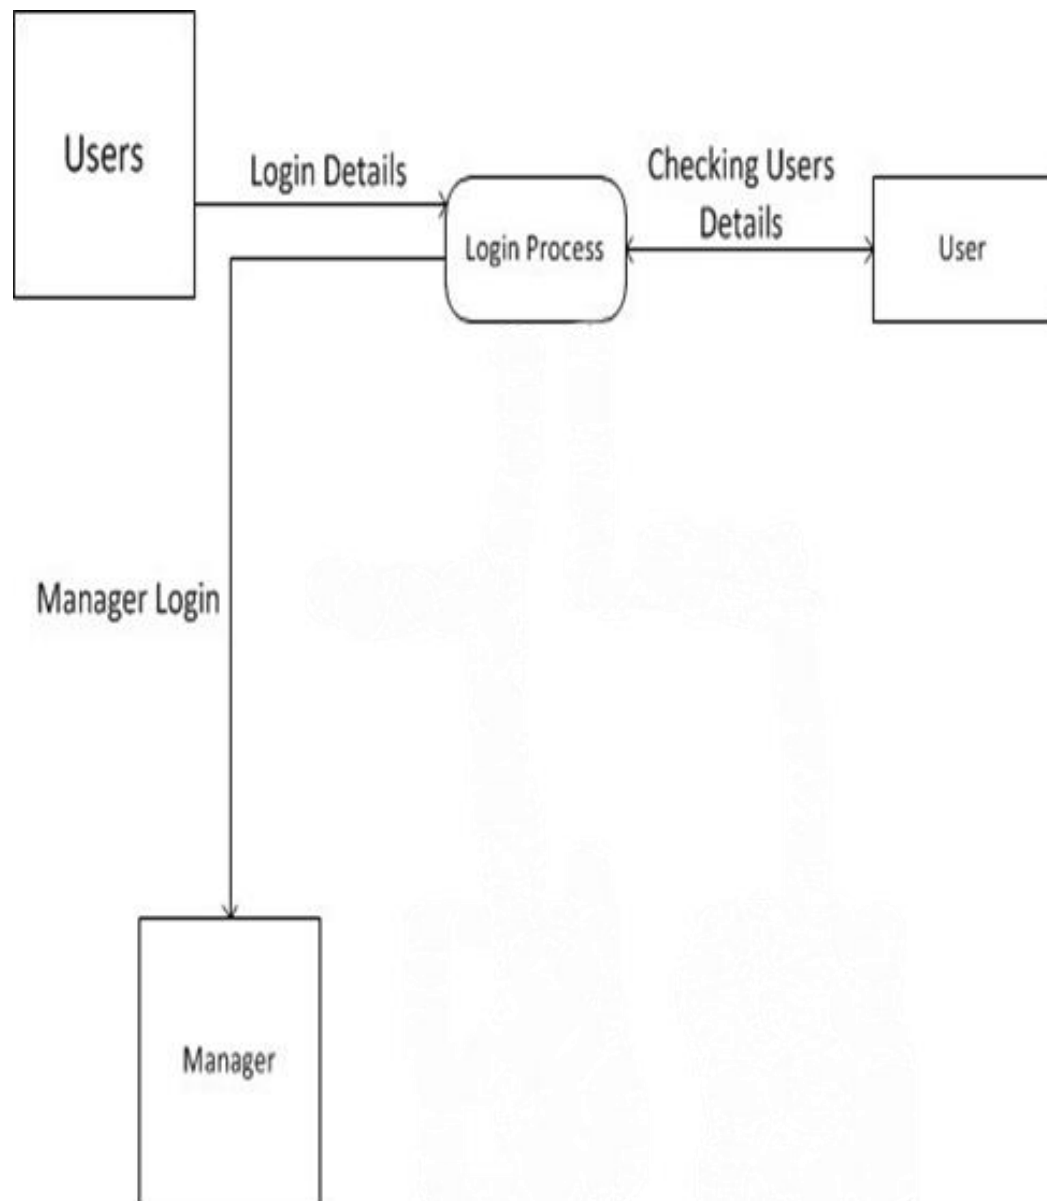 Users
Login Details
Checking Users
Details
Login Process
User
Manager Login
Manager